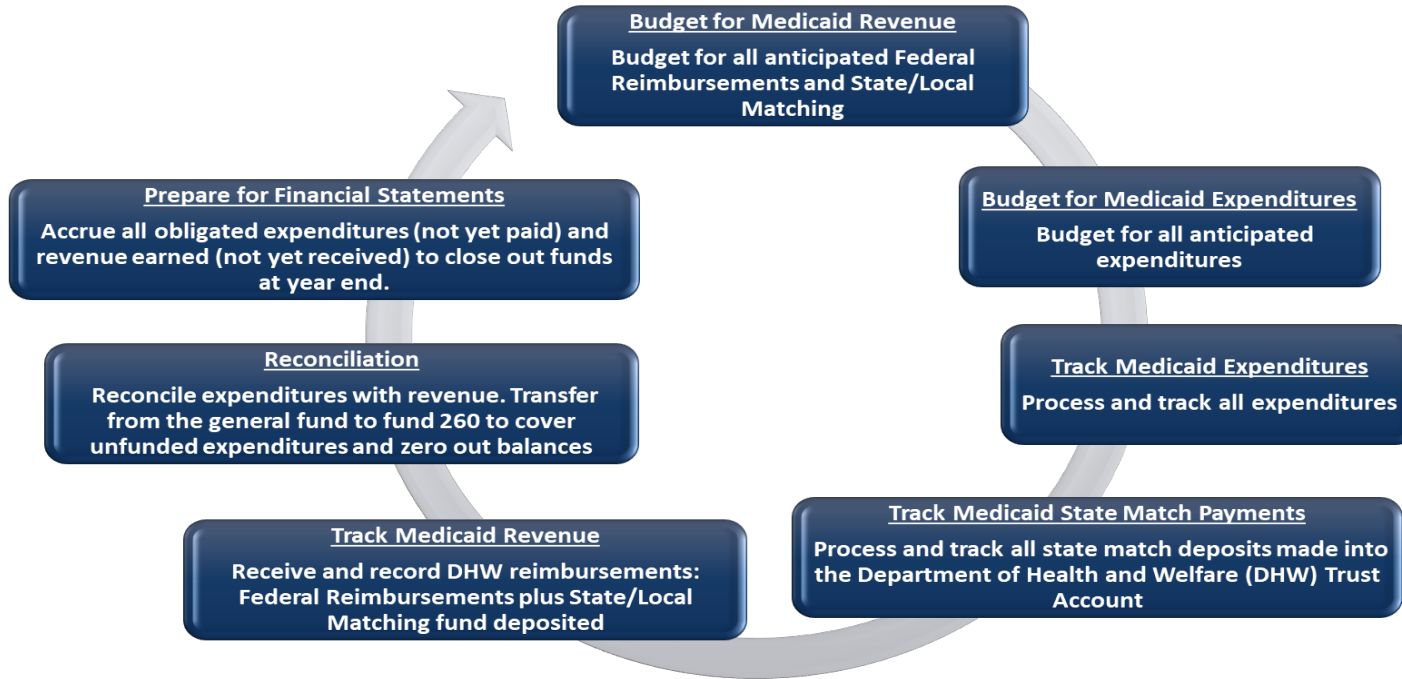 Budget for Medicaid Revenue
Budget for all anticipated Federal
Reimbursements and State/Local
Matching
Budget for Medicaid Expenditures
Budget for all anticipated
expenditures
Track Medicaid Expenditures
Process and track all expenditures
Track Medicaid State Match Payments
Process and track all state match deposits made into
the Department of Health and Welfare (DHW) Trust
Account
Track Medicaid Revenue
Receive and record DHW reimbursements:
Federal Reimbursements plus State/Local
Matching fund deposited
Reconciliation
Reconcile expenditures with revenue. Transfer
from the general fund to fund 260 to cover
unfunded expenditures and zero out balances
Prepare for Financial Statements
Accrue all obligated expenditures (not yet paid) and
revenue earned (not yet received) to close out funds
at year end.